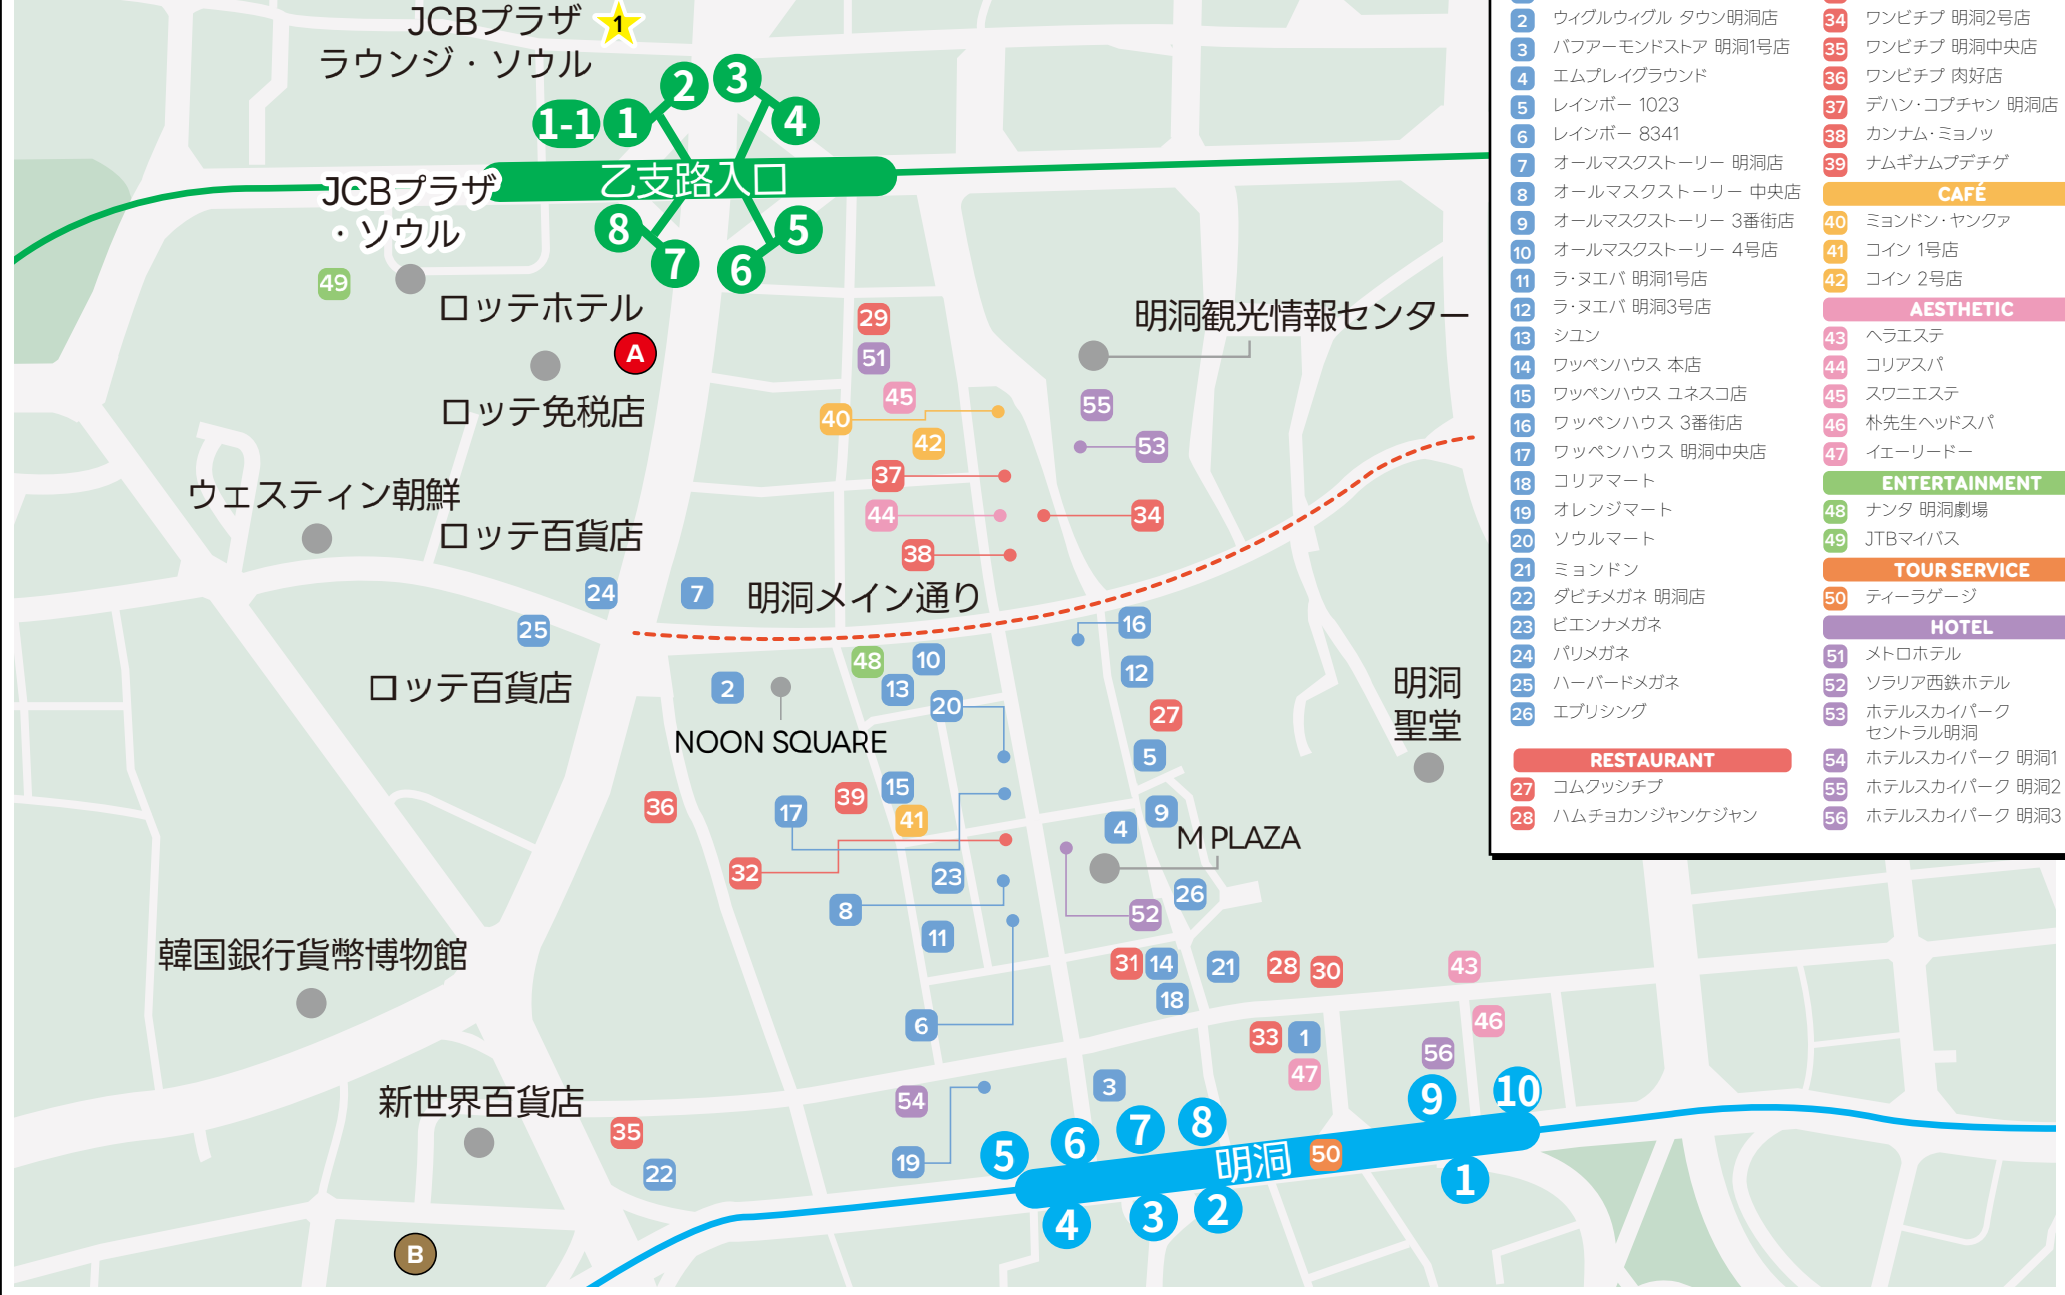 JCBプラザ
ラウンジ・ソウル
1
1-1
1
2
3
4
乙支路入口
8
7
6
5
JCBプラザ
・ソウル
49
ロッテホテル
A
ロッテ免税店
29
51
45
40
42
37
44
38
明洞観光情報センター
55
53
34
ウェスティン朝鮮
ロッテ百貨店
24
25
7
明洞メイン通り
ロッテ百貨店
2
NOON SQUARE
48
10
13
20
16
12
27
5
明洞
聖堂
36
17
39
15
41
32
23
8
11
6
4
9
M PLAZA
26
52
31
14
18
21
28
30
43
46
33
1
47
56
韓国銀行貨幣博物館
新世界百貨店
35
22
54
19
3
B
5
6
7
8
9
10
明洞
50
4
3
2
1
2 ウィグルウィグル タウン明洞店
3 パフアーモンドストア 明洞1号店
4 エムプレイグラウンド
5 レインボー 1023
6 レインボー 8341
7 オールマスクストーリー 明洞店
8 オールマスクストーリー 中央店
9 オールマスクストーリー 3番街店
10 オールマスクストーリー 4号店
11 ラ・ヌエバ 明洞1号店
12 ラ・ヌエバ 明洞3号店
13 シユン
14 ワッペンハウス 本店
15 ワッペンハウス ユネスコ店
16 ワッペンハウス 3番街店
17 ワッペンハウス 明洞中央店
18 コリアマート
19 オレンジマート
20 ソウルマート
21 ミョンドン
22 ダビチメガネ 明洞店
23 ビエンナメガネ
24 パリメガネ
25 ハーバードメガネ
26 エブリシング
RESTAURANT
27 コムクッシチプ
28 ハムチョカンジャンケジャン
34 ワンビチプ 明洞2号店
35 ワンビチプ 明洞中央店
36 ワンビチプ 肉好店
37 デハン・コプチャン 明洞店
38 カンナム・ミョノッ
39 ナムギナムプデチゲ
CAFÉ
40 ミョンドン・ヤンクァ
41 コイン 1号店
42 コイン 2号店
AESTHETIC
43 ヘラエステ
44 コリアスパ
45 スワニエステ
46 朴先生ヘッドスパ
47 イェーリードー
ENTERTAINMENT
48 ナンタ 明洞劇場
49 JTBマイバス
TOUR SERVICE
50 ティーラゲージ
HOTEL
51 メトロホテル
52 ソラリア西鉄ホテル
53 ホテルスカイパーク
セントラル明洞
54 ホテルスカイパーク 明洞1
55 ホテルスカイパーク 明洞2
56 ホテルスカイパーク 明洞3